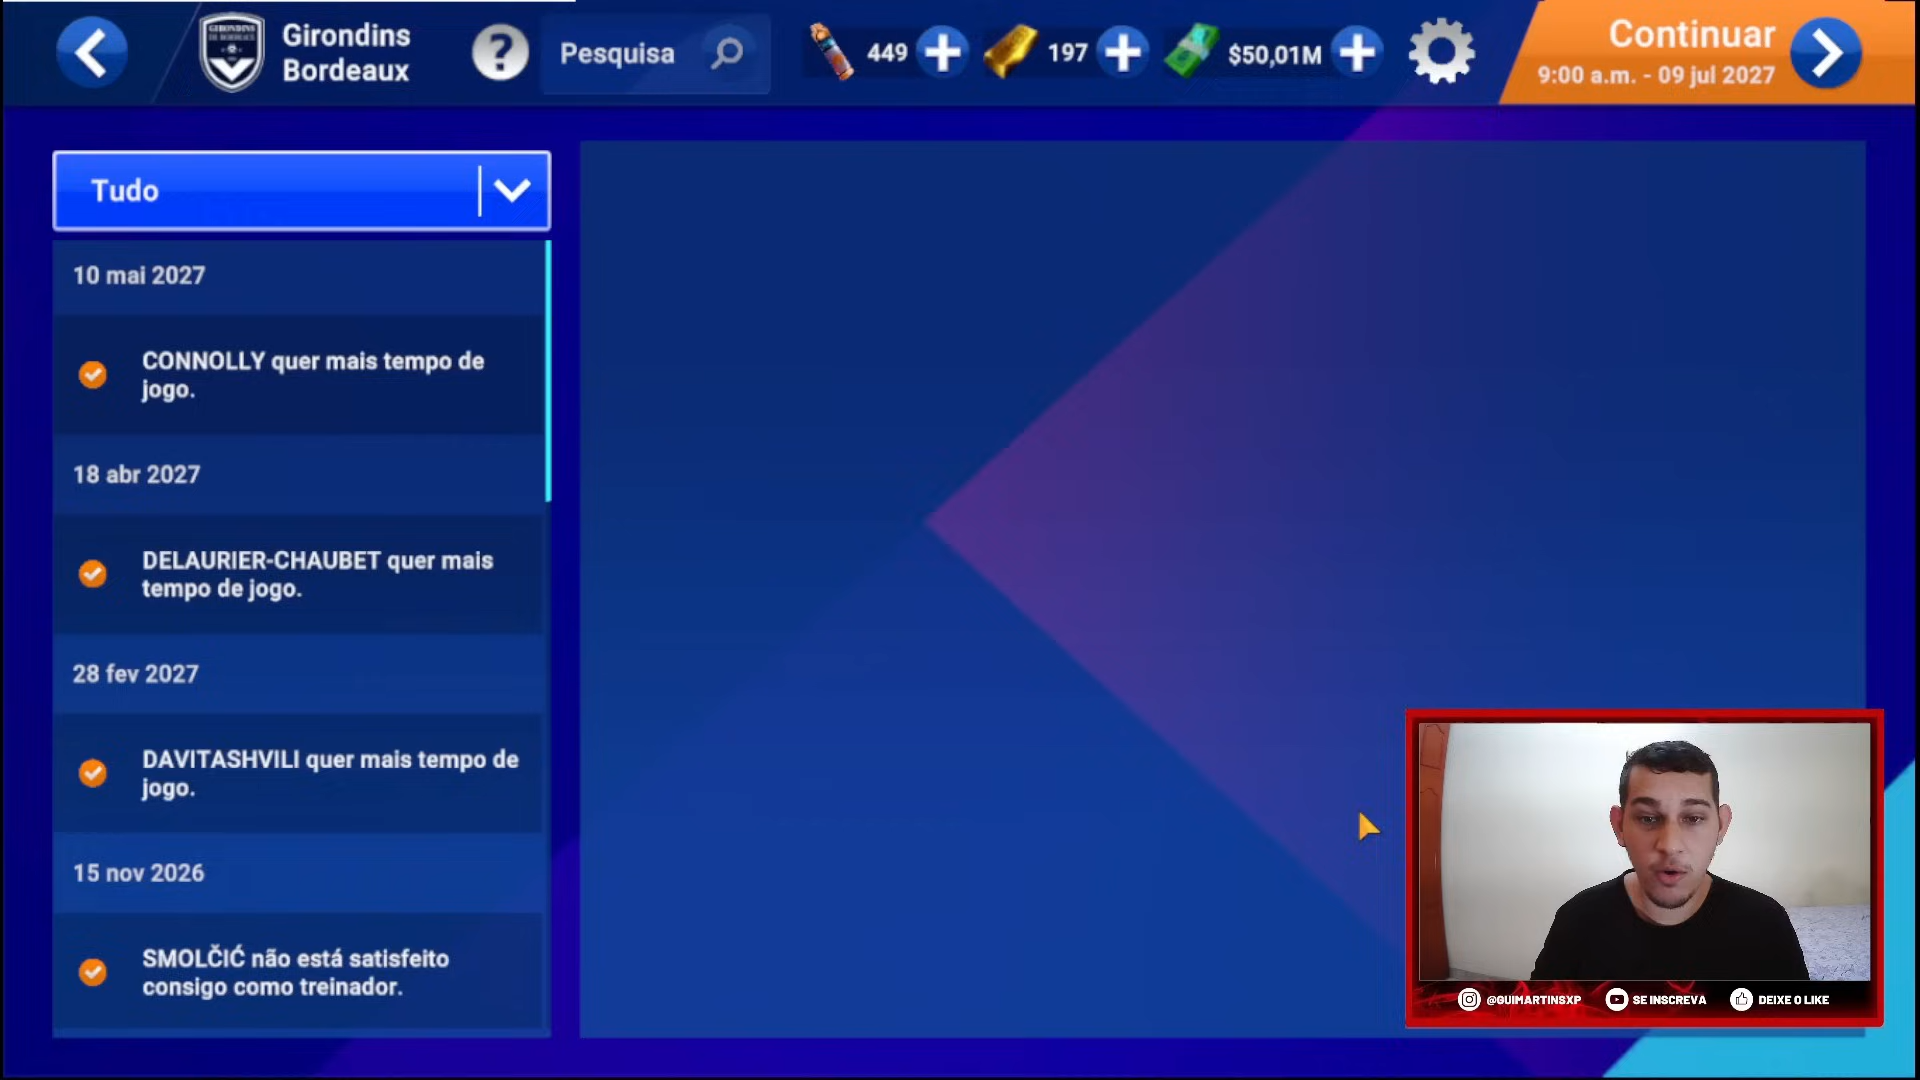 Girondins
Bordeaux
?
Pesquisa
449
197
$50,01M
Continuar
9:00 a.m. - 09 jul 2027
Tudo
10 mai 2027
CONNOLLY quer mais tempo de
jogo.
18 abr 2027
DELAURIER-CHAUBET quer mais
tempo de jogo.
28 fev 2027
DAVITASHVILI quer mais tempo de
jogo.
15 nov 2026
SMOLČIĆ não está satisfeito
consigo como treinador.
@GUIMARTINSXP
SE INSCREVA
DEIXE O LIKE